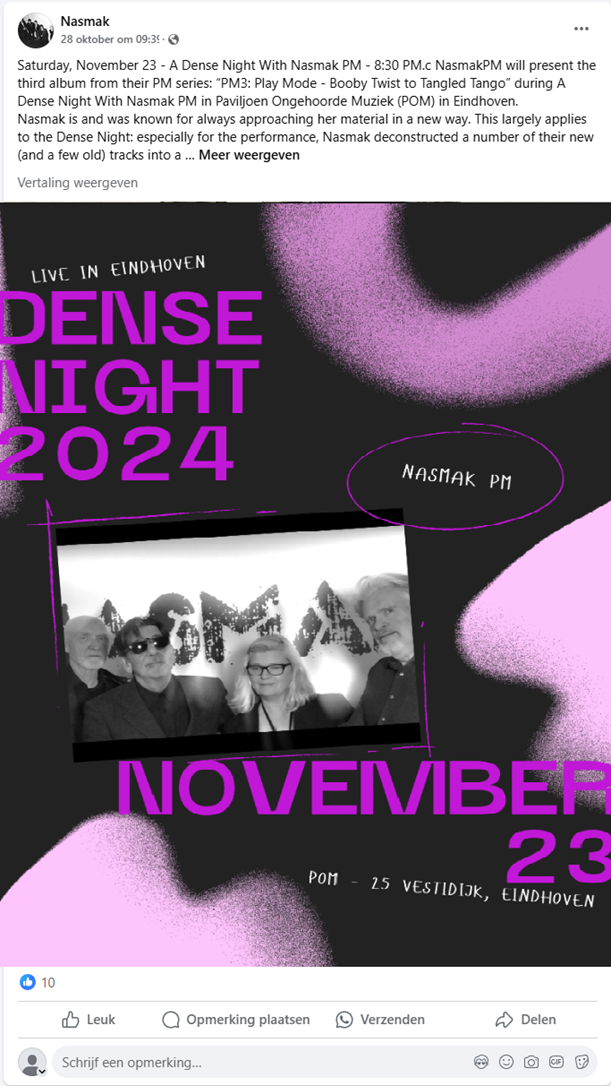 Nasmak
28 oktober om 09:39 ·
Saturday, November 23 - A Dense Night With Nasmak PM - 8:30 PM.c NasmakPM will present the
third album from their PM series: “PM3: Play Mode - Booby Twist to Tangled Tango” during A
Dense Night With Nasmak PM in Paviljoen Ongehoorde Muziek (POM) in Eindhoven.
Nasmak is and was known for always approaching her material in a new way. This largely applies
to the Dense Night: especially for the performance, Nasmak deconstructed a number of their new
(and a few old) tracks into a ... Meer weergeven
Vertaling weergeven
LIVE IN EINDHOVEN
DENSE
NIGHT
2024
NASMAK PM
ASMA
NOVEMBER
23
POM - 25 VESTIDIJK, EINDHOVEN
10
Leuk
Opmerking plaatsen
Verzenden
Delen
Schrijf een opmerking...
GIF